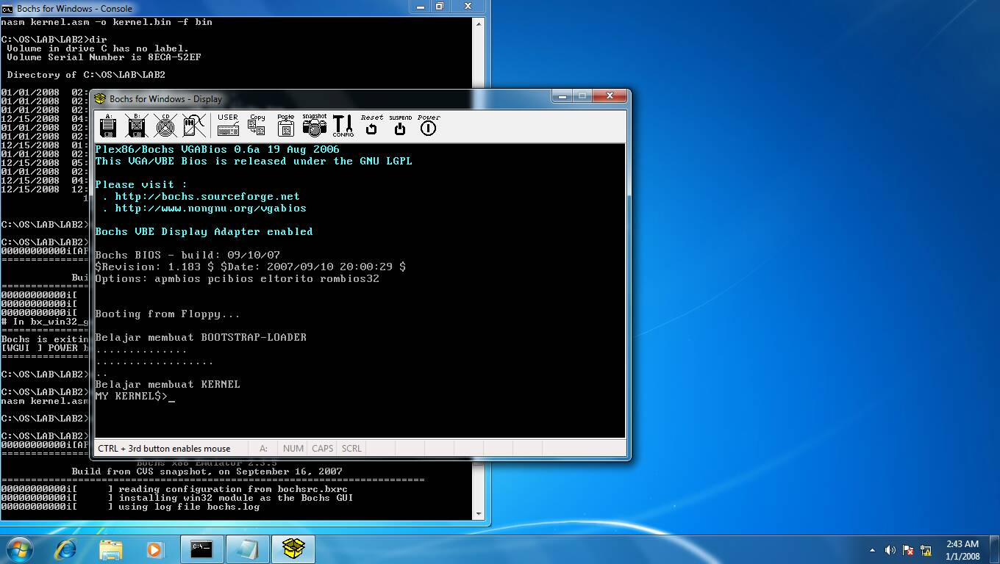 Bochs for Windows - Console
nasm kernel.asm -o kernel.bin -f bin
C:\OS\LAB\LAB2>dir
Volume in drive C has no label.
Volume Serial Number is 8ECA-52EF
Directory of C:\OS\LAB\LAB2
01/01/2008 02:
01/01/2008 02:
01/01/2008 02:
12/15/2008 04:
01/01/2008 02:
01/01/2008 02:
12/15/2008 01:
01/01/2008 02:
12/15/2008 05:
01/01/2008 02:
12/15/2008 04:
12/15/2008 12:
1
C:\OS\LAB\LAB2>
C:\OS\LAB\LAB2>
00000000000i[AP
===============
Bui
===============
00000000000i[
00000000000i[
00000000000i[
# In bx_win32_g
===============
Bochs is exitin
[WGUI ] POWER b
===============
C:\OS\LAB\LAB2>
C:\OS\LAB\LAB2>
nasm kernel.asm
C:\OS\LAB\LAB2>
C:\OS\LAB\LAB2>
00000000000i[AP
Bochs x86 Emulator 2.3.5
Build from CVS snapshot, on September 16, 2007
========================================================================
00000000000i[ ] reading configuration from bochsrc.bxrc
00000000000i[ ] installing win32 module as the Bochs GUI
00000000000i[ ] using log file bochs.log
Bochs for Windows - Display
A: B: CD USER Copy Paste snapshot CONFIG Reset SUSPEND Power
Plex86/Bochs VGABios 0.6a 19 Aug 2006
This VGA/VBE Bios is released under the GNU LGPL
Please visit :
. http://bochs.sourceforge.net
. http://www.nongnu.org/vgabios
Bochs VBE Display Adapter enabled
Bochs BIOS - build: 09/10/07
$Revision: 1.183 $ $Date: 2007/09/10 20:00:29 $
Options: apmbios pcibios eltorito rombios32
Booting from Floppy...
Belajar membuat BOOTSTRAP-LOADER
..............
..................
..
Belajar membuat KERNEL
MY KERNEL$>_
CTRL + 3rd button enables mouse A: NUM CAPS SCRL
C:\
2:43 AM
1/1/2008